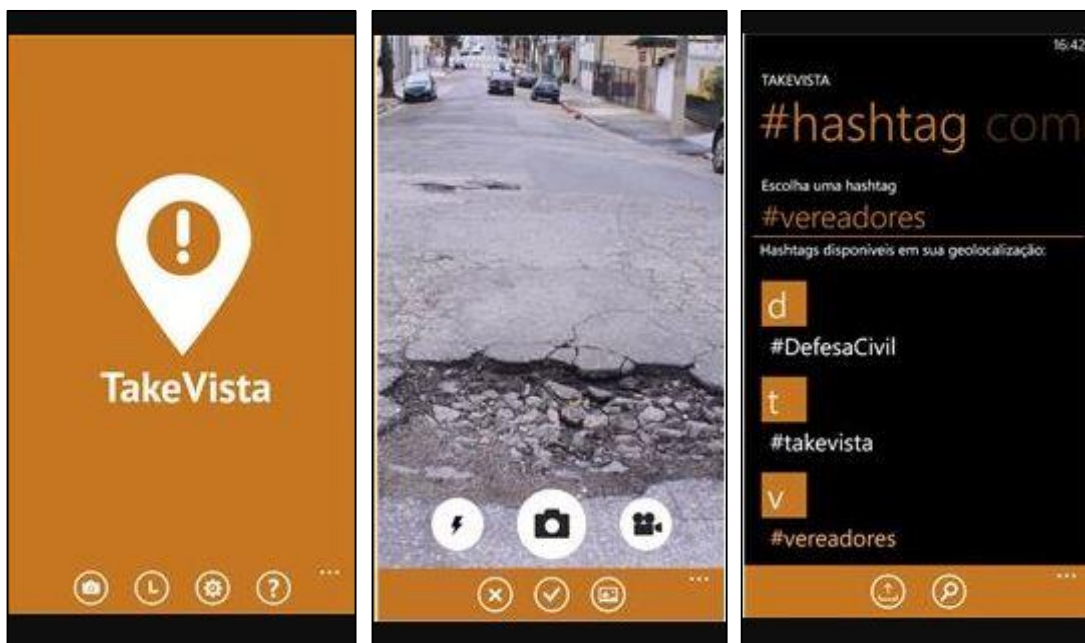 TakeVista
16:42
TAKEVISTA
#hashtag com
Escolha uma hashtag
#vereadores
Hashtags disponíveis em sua geolocalização:
d
#DefesaCivil
t
#takevista
v
#vereadores